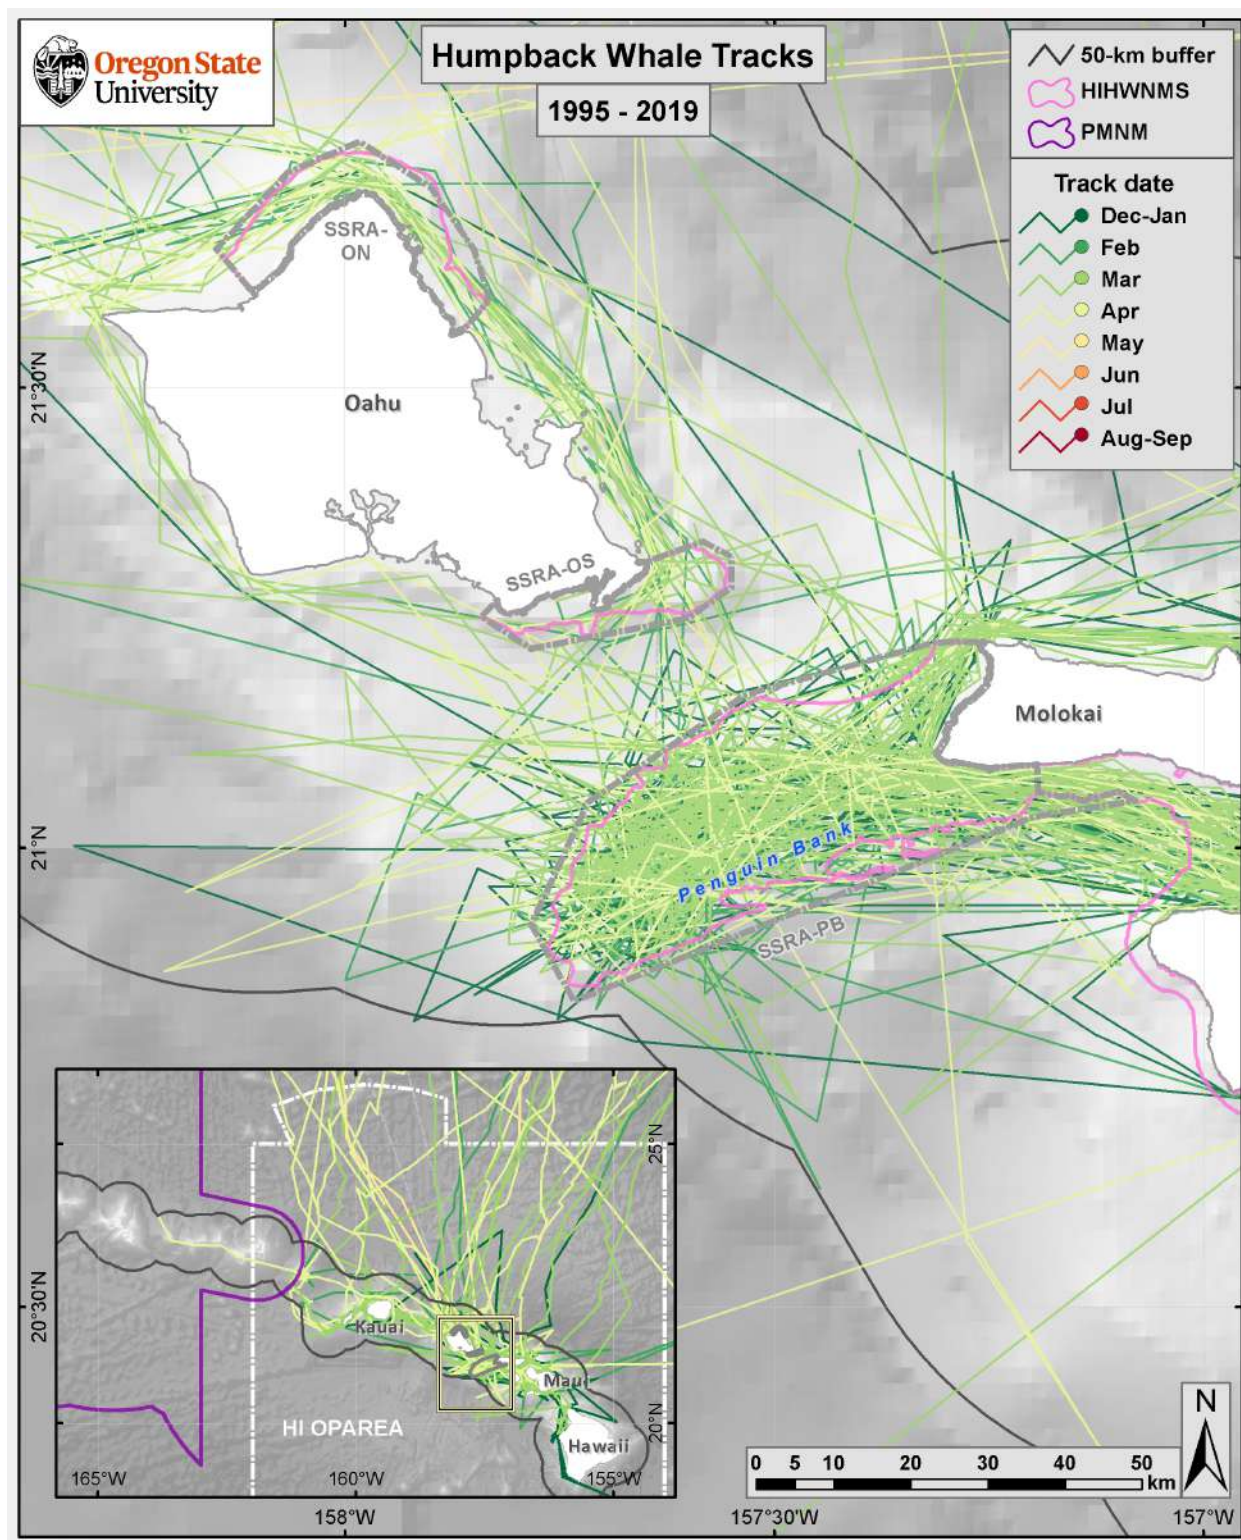 Oregon State
University
Humpback Whale Tracks
1995 - 2019
50-km buffer
HIHWNMS
PMNM
Track date
Dec-Jan
Feb
Mar
Apr
May
Jun
Jul
Aug-Sep
SSRA-
ON
Oahu
SSRA-OS
Molokai
Penguin Bank
SSRA-PB
21°30'N
21°N
20°30'N
25°N
20°N
Kauai
Maui
Hawaii
HI OPAREA
165°W
160°W
155°W
N
0 5 10 20 30 40 50
km
158°W
157°30'W
157°W